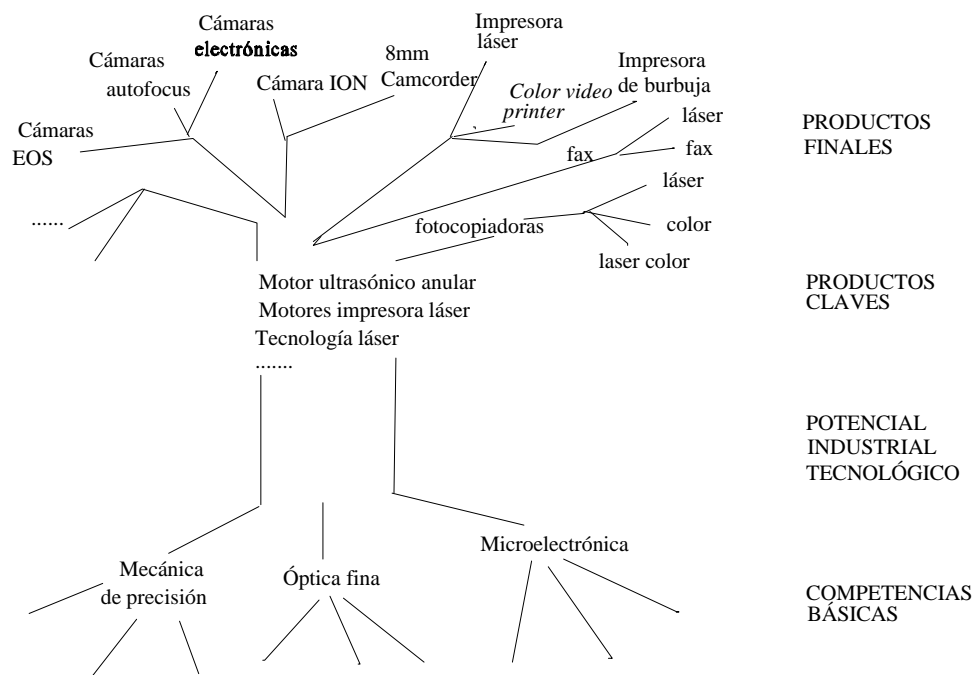 Cámaras
electrónicas
Cámaras
autofocus
Cámara ION
8mm
Camcorder
Impresora
láser
Color video
printer
Impresora
de burbuja
Cámaras
EOS
láser
fax
fax
láser
fotocopiadoras
color
laser color
......
PRODUCTOS
FINALES
Motor ultrasónico anular
Motores impresora láser
Tecnología láser
.......
PRODUCTOS
CLAVES
POTENCIAL
INDUSTRIAL
TECNOLÓGICO
Mecánica
de precisión
Óptica fina
Microelectrónica
COMPETENCIAS
BÁSICAS